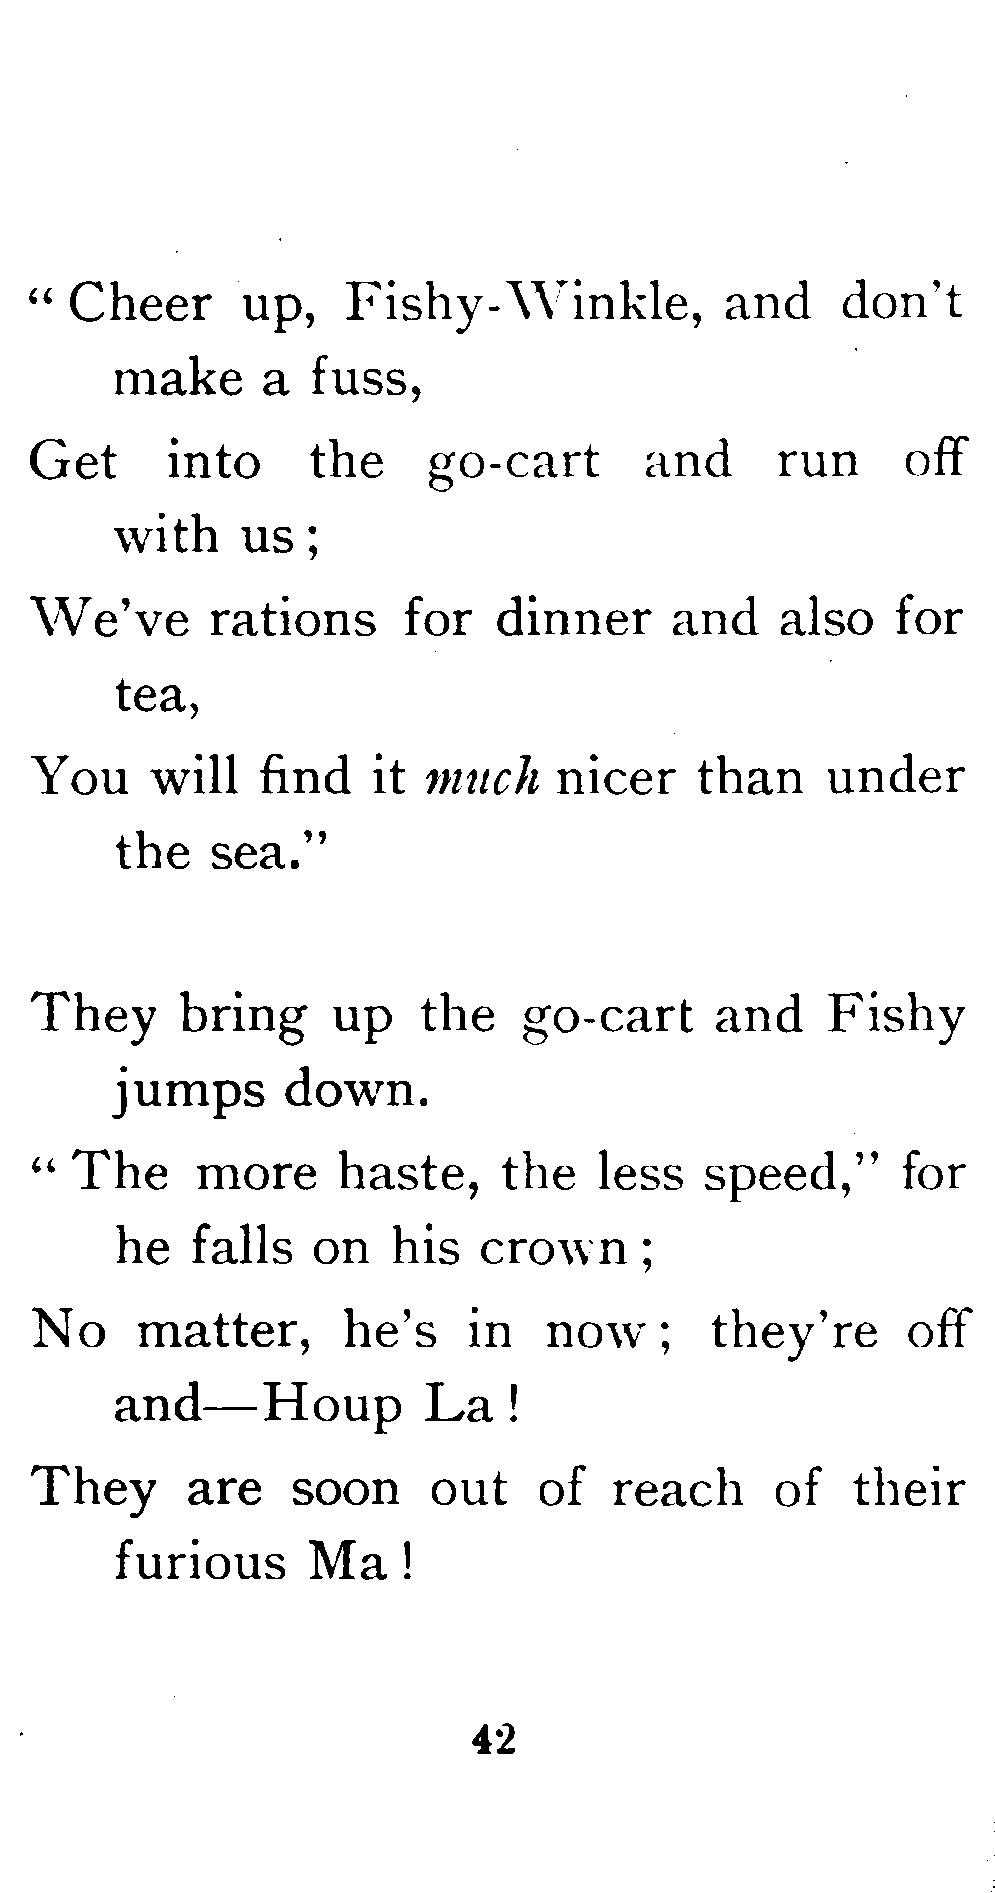 “ Cheer up, Fishy-Winkle, and don’t
make a fuss,
Get into the go-cart and run off
with us ;
We’ve rations for dinner and also for
tea,
You will find it much nicer than under
the sea.”
They bring up the go-cart and Fishy
jumps down.
“ The more haste, the less speed,” for
he falls on his crown ;
No matter, he’s in now ; they’re off
and—Houp La !
They are soon out of reach of their
furious Ma !
42